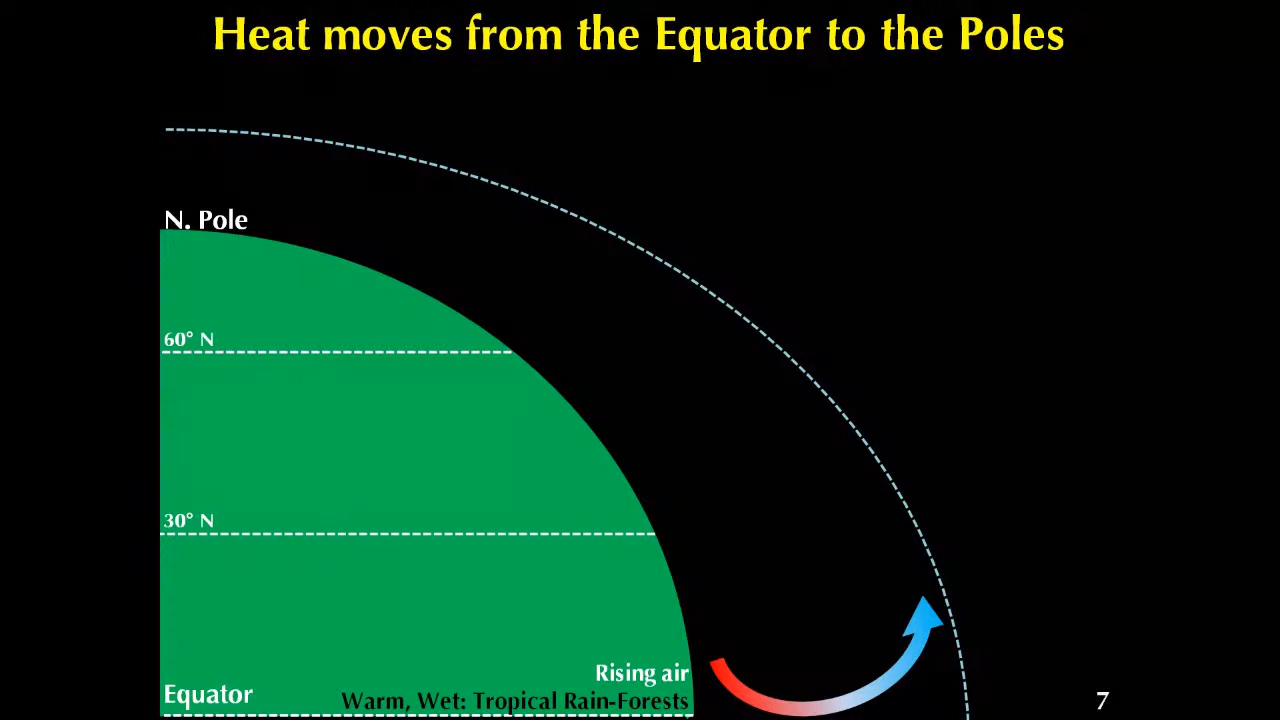 Heat moves from the Equator to the Poles
N. Pole
60° N
30° N
Rising air
Equator
Warm, Wet: Tropical Rain-Forests
7